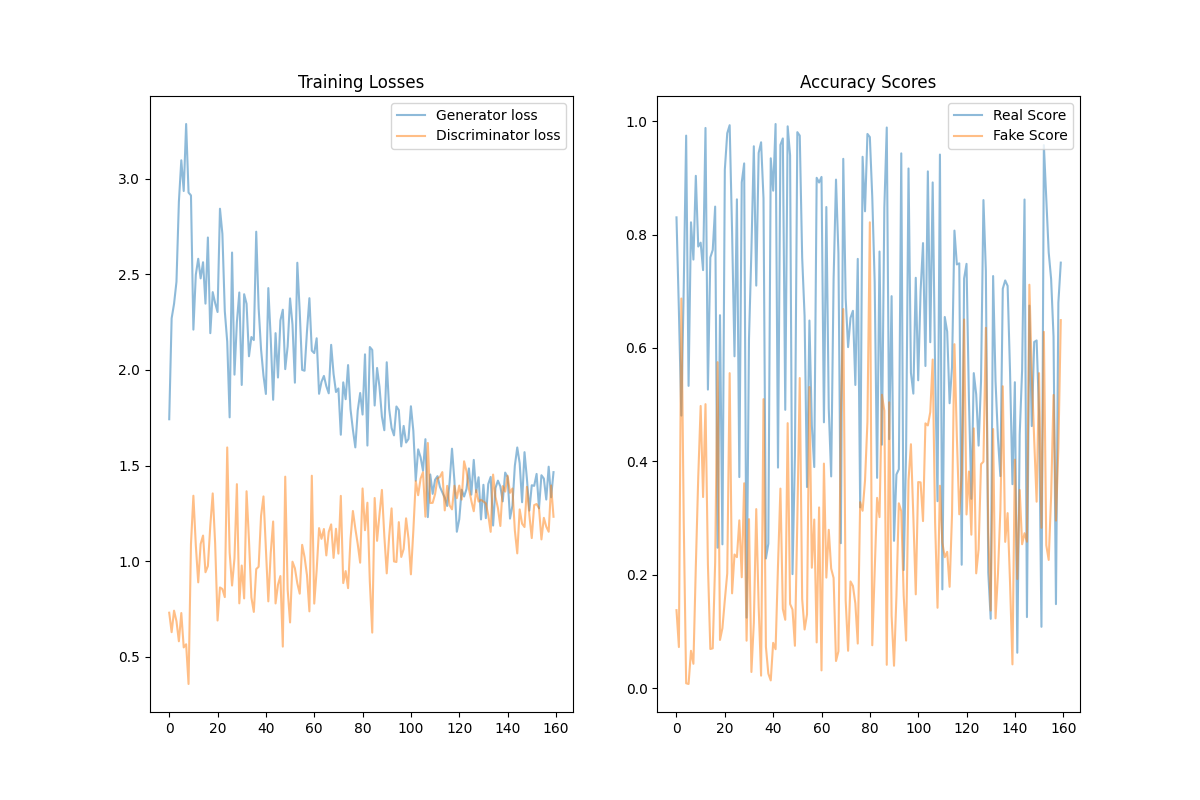 Training Losses
Generator loss
Discriminator loss
3.0
2.5
2.0
1.5
1.0
0.5
0 20 40 60 80 100 120 140 160
Accuracy Scores
Real Score
Fake Score
1.0
0.8
0.6
0.4
0.2
0.0
0 20 40 60 80 100 120 140 160